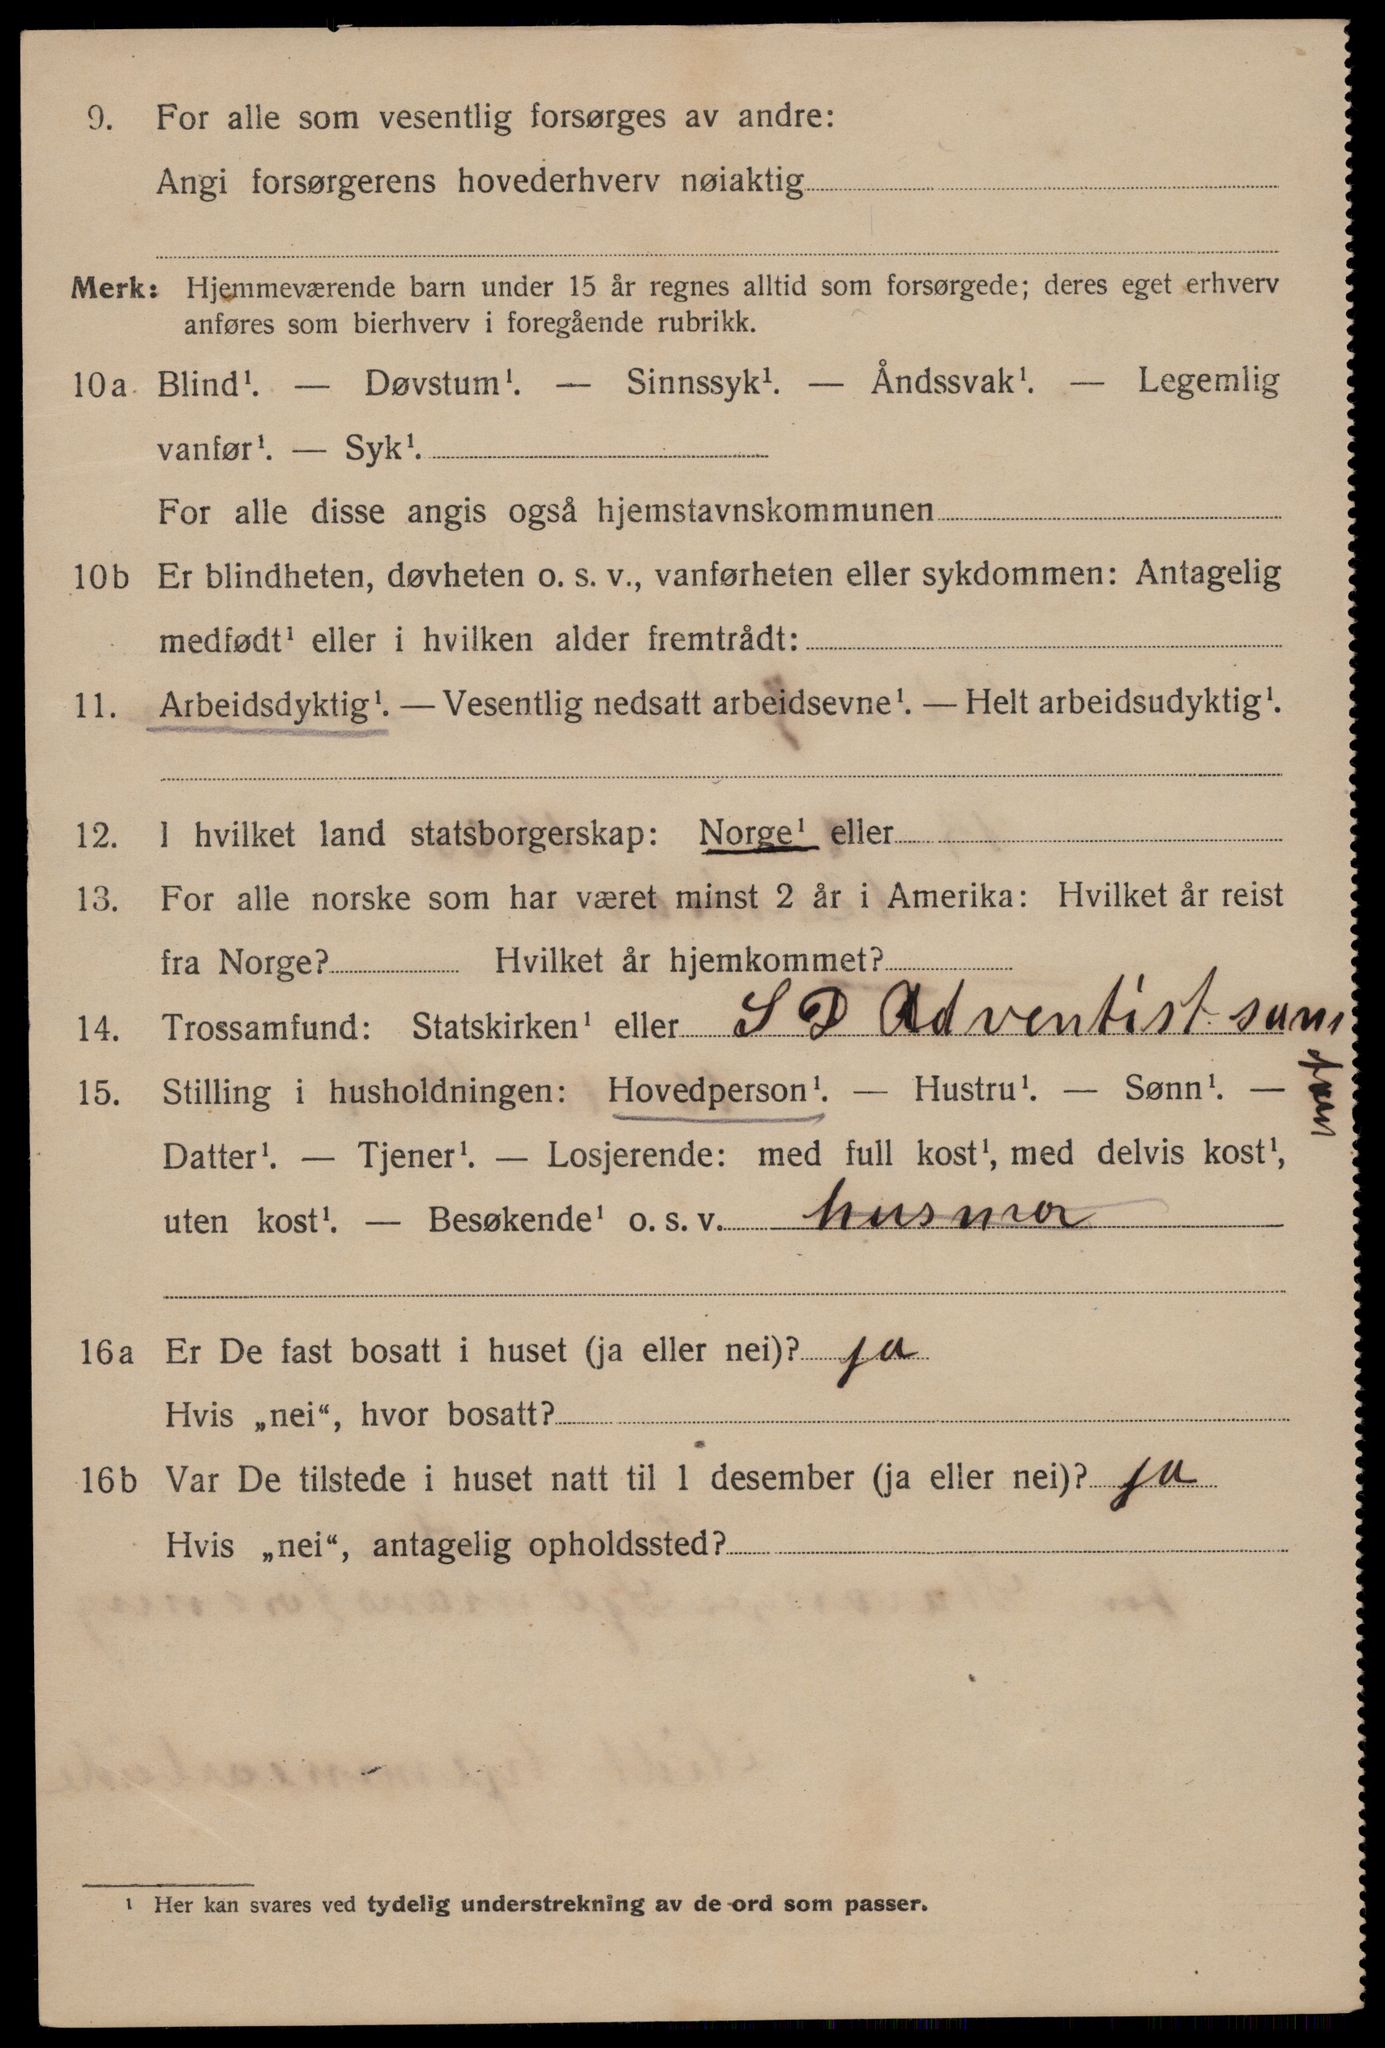 9. For alle som vesentlig forsørges av andre:
Angi forsørgerens hovederhverv nøiaktig
Merk: Hjemmeværende barn under 15 år regnes alltid som forsørgede; deres eget erhverv
anføres som bierhverv i foregående rubrikk.
10a Blind¹. — Døvstum¹. — Sinnssyk¹. — Åndssvak¹. — Legemlig
vanfør¹. — Syk¹.
For alle disse angis også hjemstavnskommunen
10b Er blindheten, døvheten o. s. v., vanførheten eller sykdommen: Antagelig
medfødt¹ eller i hvilken alder fremtrådt:
11. Arbeidsdyktig¹. — Vesentlig nedsatt arbeidsevne¹. — Helt arbeidsudyktig¹.
12. I hvilket land statsborgerskap: Norge¹ eller
13. For alle norske som har været minst 2 år i Amerika: Hvilket år reist
fra Norge? Hvilket år hjemkommet?
14. Trossamfund: Statskirken¹ eller S D Adventist sam
fun
15. Stilling i husholdningen: Hovedperson¹. — Hustru¹. — Sønn¹. —
Datter¹. — Tjener¹. — Losjerende: med full kost¹, med delvis kost¹,
uten kost¹. — Besøkende¹ o. s. v. husmor
16a Er De fast bosatt i huset (ja eller nei)? ja
Hvis „nei“, hvor bosatt?
16b Var De tilstede i huset natt til 1 desember (ja eller nei)? ja
Hvis „nei“, antagelig opholdssted?
¹ Her kan svares ved tydelig understrekning av de ord som passer.